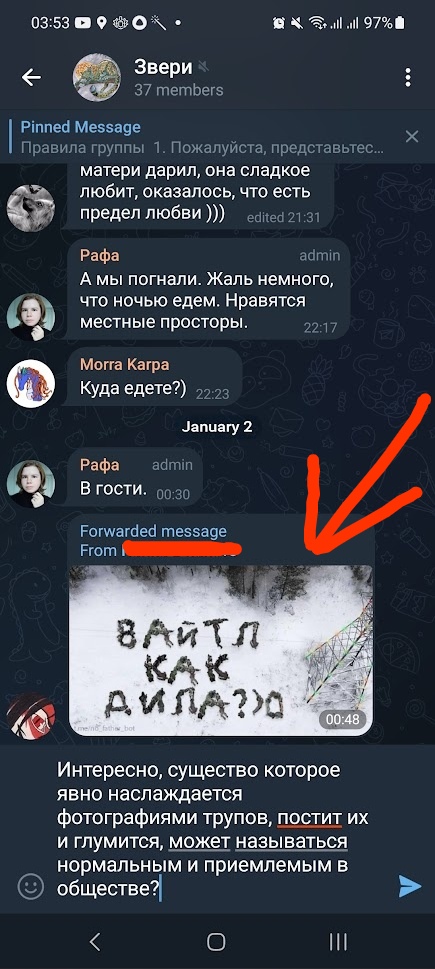 03:53
97%
Звери
37 members
Pinned Message
Правила группы 1. Пожалуйста, представьтес...
матери дарил, она сладкое
любит, оказалось, что есть
предел любви )))
edited 21:31
Рафа admin
А мы погнали. Жаль немного,
что ночью едем. Нравятся
местные просторы.
22:17
Morra Karpa
Куда едете?)
22:23
January 2
Рафа admin
В гости.
00:30
Forwarded message
From
ВАЙТЛ
КАК
ДИЛА?)0
00:48
Интересно, существо которое
явно наслаждается
фотографиями трупов, постит их
и глумится, может называться
нормальным и приемлемым в
обществе?